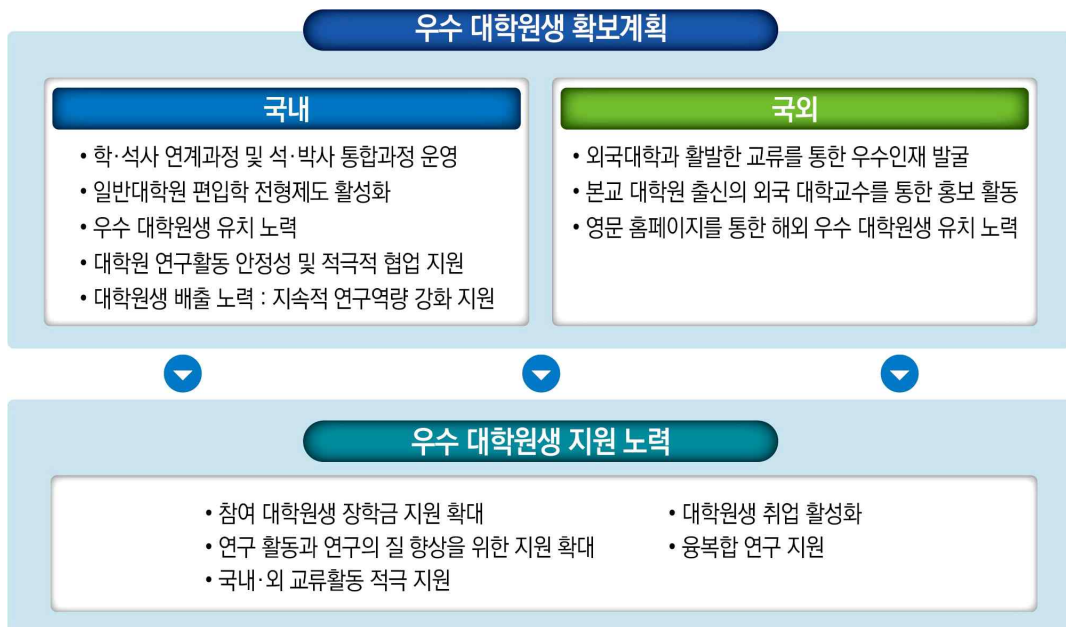 우수 대학원생 확보계획
국내
• 학·석사 연계과정 및 석·박사 통합과정 운영
• 일반대학원 편입학 전형제도 활성화
• 우수 대학원생 유치 노력
• 대학원 연구활동 안정성 및 적극적 협업 지원
• 대학원생 배출 노력 : 지속적 연구역량 강화 지원
국외
• 외국대학과 활발한 교류를 통한 우수인재 발굴
• 본교 대학원 출신의 외국 대학교수를 통한 홍보 활동
• 영문 홈페이지를 통한 해외 우수 대학원생 유치 노력
우수 대학원생 지원 노력
• 참여 대학원생 장학금 지원 확대
• 연구 활동과 연구의 질 향상을 위한 지원 확대
• 국내·외 교류활동 적극 지원
• 대학원생 취업 활성화
• 융복합 연구 지원